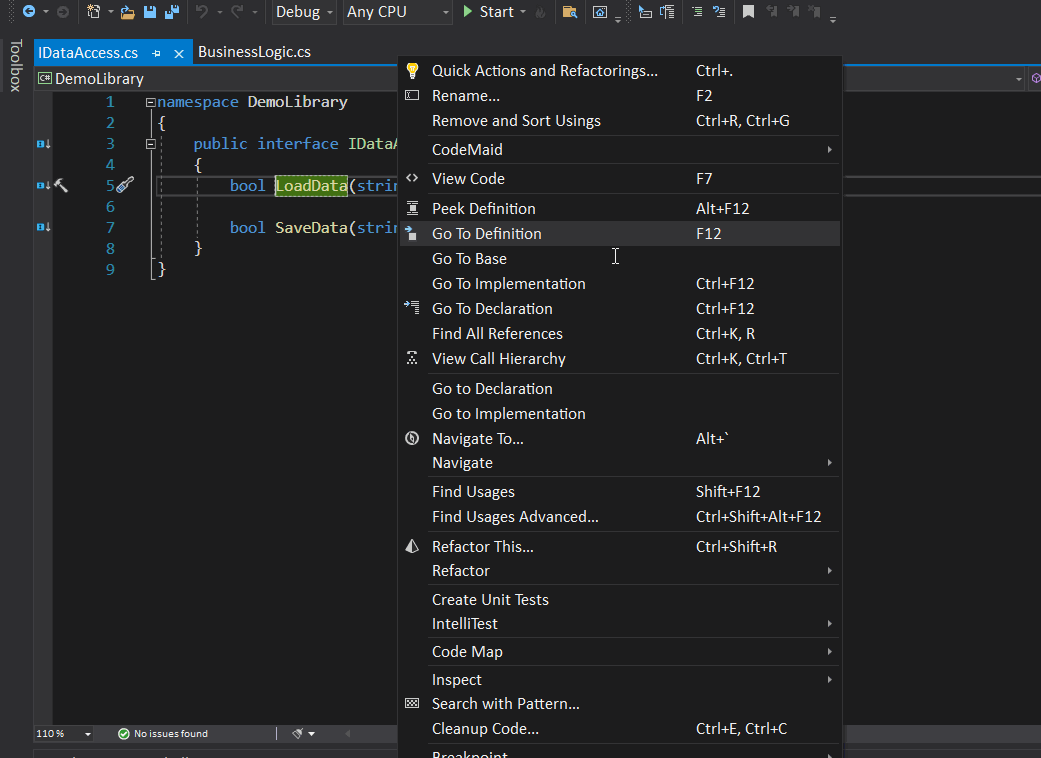 Debug Any CPU Start
Toolbox
IDataAccess.cs BusinessLogic.cs
C# DemoLibrary
1 namespace DemoLibrary
2 {
3 public interface IDataA
4 {
5 bool LoadData(strin
6
7 bool SaveData(strin
8 }
9 }
Quick Actions and Refactorings... Ctrl+.
Rename... F2
Remove and Sort Usings Ctrl+R, Ctrl+G
CodeMaid
View Code F7
Peek Definition Alt+F12
Go To Definition F12
Go To Base
Go To Implementation Ctrl+F12
Go To Declaration Ctrl+F12
Find All References Ctrl+K, R
View Call Hierarchy Ctrl+K, Ctrl+T
Go to Declaration
Go to Implementation
Navigate To... Alt+`
Navigate
Find Usages Shift+F12
Find Usages Advanced... Ctrl+Shift+Alt+F12
Refactor This... Ctrl+Shift+R
Refactor
Create Unit Tests
IntelliTest
Code Map
Inspect
Search with Pattern...
Cleanup Code... Ctrl+E, Ctrl+C
Breakpoint
110 % No issues found